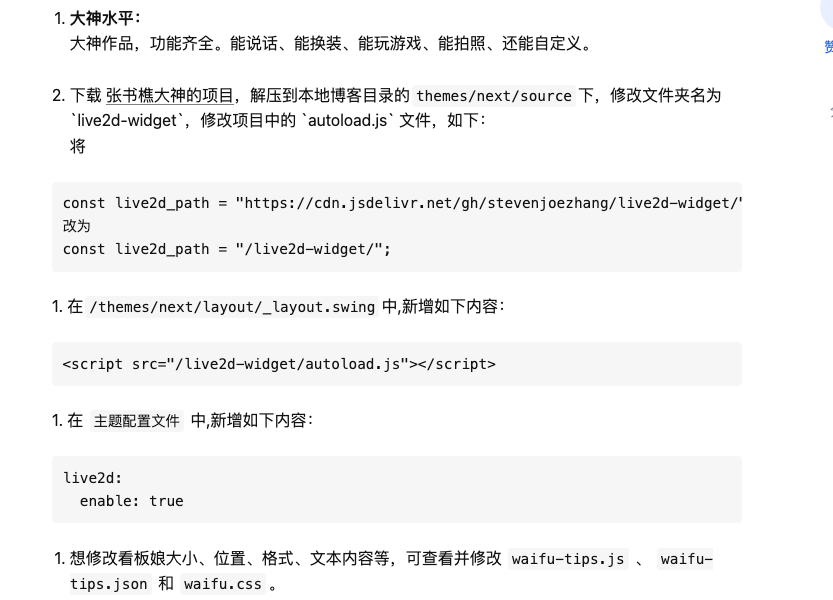 1. 大神水平：
大神作品，功能齐全。能说话、能换装、能玩游戏、能拍照、还能自定义。
2. 下载 张书樵大神的项目，解压到本地博客目录的 themes/next/source 下，修改文件夹名为
`live2d-widget`，修改项目中的 `autoload.js` 文件，如下：
将
const live2d_path = "https://cdn.jsdelivr.net/gh/stevenjoezhang/live2d-widget/"
改为
const live2d_path = "/live2d-widget/";
1. 在 /themes/next/layout/_layout.swing 中,新增如下内容：
<script src="/live2d-widget/autoload.js"></script>
1. 在 主题配置文件 中,新增如下内容：
live2d:
  enable: true
1. 想修改看板娘大小、位置、格式、文本内容等，可查看并修改 waifu-tips.js 、 waifu-
tips.json 和 waifu.css 。